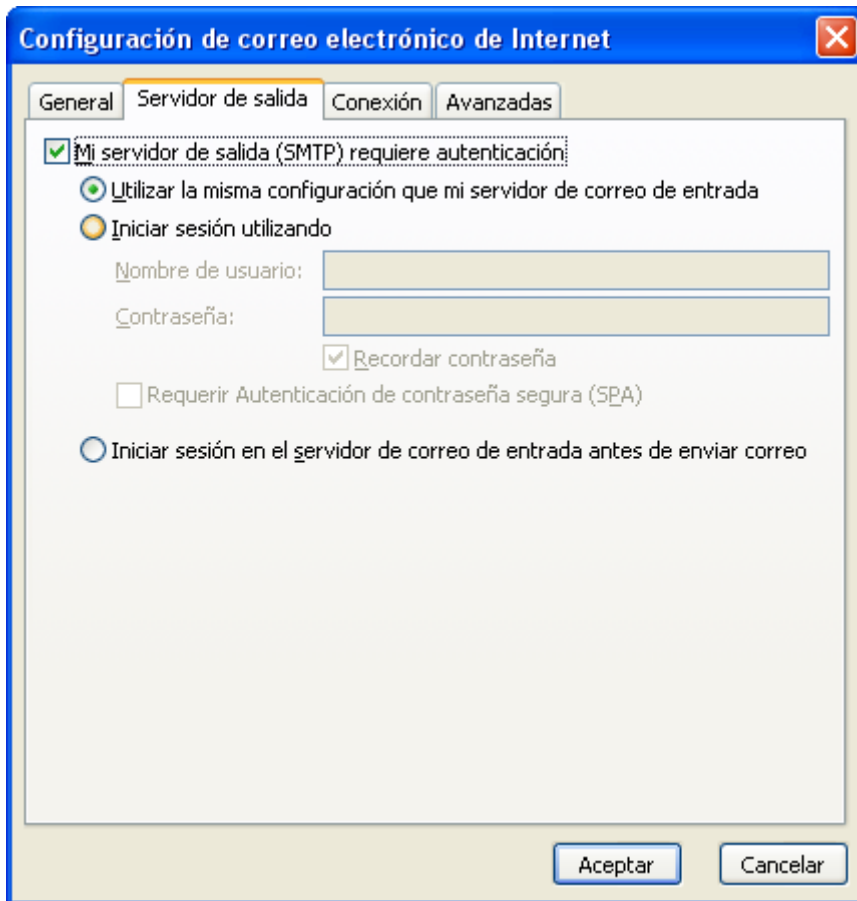 Configuración de correo electrónico de Internet
General Servidor de salida Conexión Avanzadas
Mi servidor de salida (SMTP) requiere autenticación
Utilizar la misma configuración que mi servidor de correo de entrada
Iniciar sesión utilizando
Nombre de usuario:
Contraseña:
Recordar contraseña
Requerir Autenticación de contraseña segura (SPA)
Iniciar sesión en el servidor de correo de entrada antes de enviar correo
Aceptar Cancelar